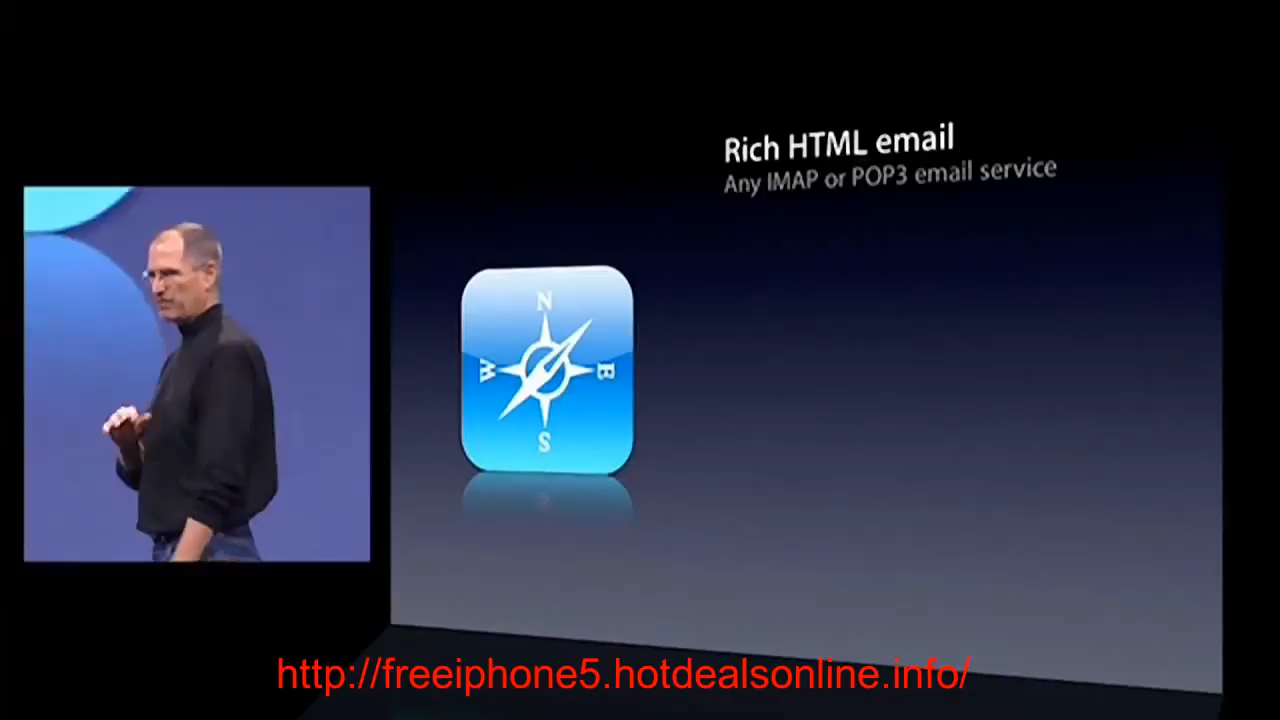 Rich HTML email
Any IMAP or POP3 email service
N
W E
S
http://freeiphone5.hotdealsonline.info/